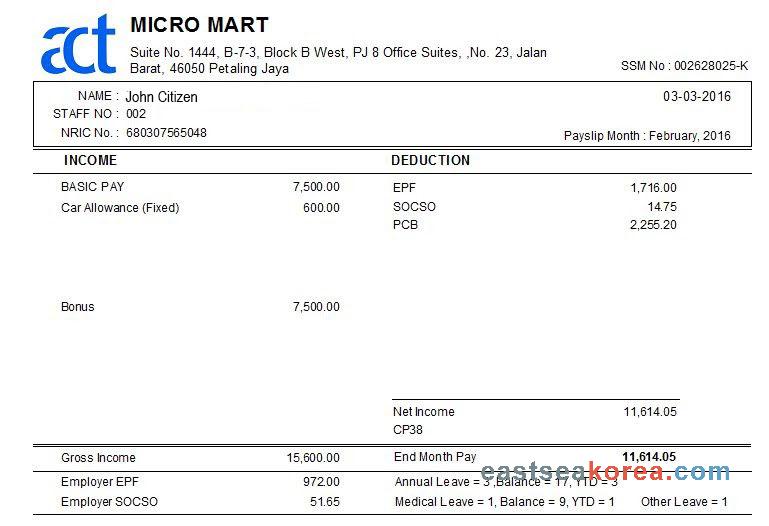 act
MICRO MART
Suite No. 1444, B-7-3, Block B West, PJ 8 Office Suites, ,No. 23, Jalan
Barat, 46050 Petaling Jaya
SSM No : 002628025-K
NAME : John Citizen 03-03-2016
STAFF NO : 002
NRIC No. : 680307565048 Payslip Month : February, 2016
INCOME DEDUCTION
BASIC PAY 7,500.00 EPF 1,716.00
Car Allowance (Fixed) 600.00 SOCSO 14.75
PCB 2,255.20
Bonus 7,500.00
Net Income 11,614.05
CP38
Gross Income 15,600.00 End Month Pay 11,614.05
eastseakorea.com
Employer EPF 972.00 Annual Leave = 3 ,Balance = 17, YTD = 3
Employer SOCSO 51.65 Medical Leave = 1, Balance = 9, YTD = 1 Other Leave = 1